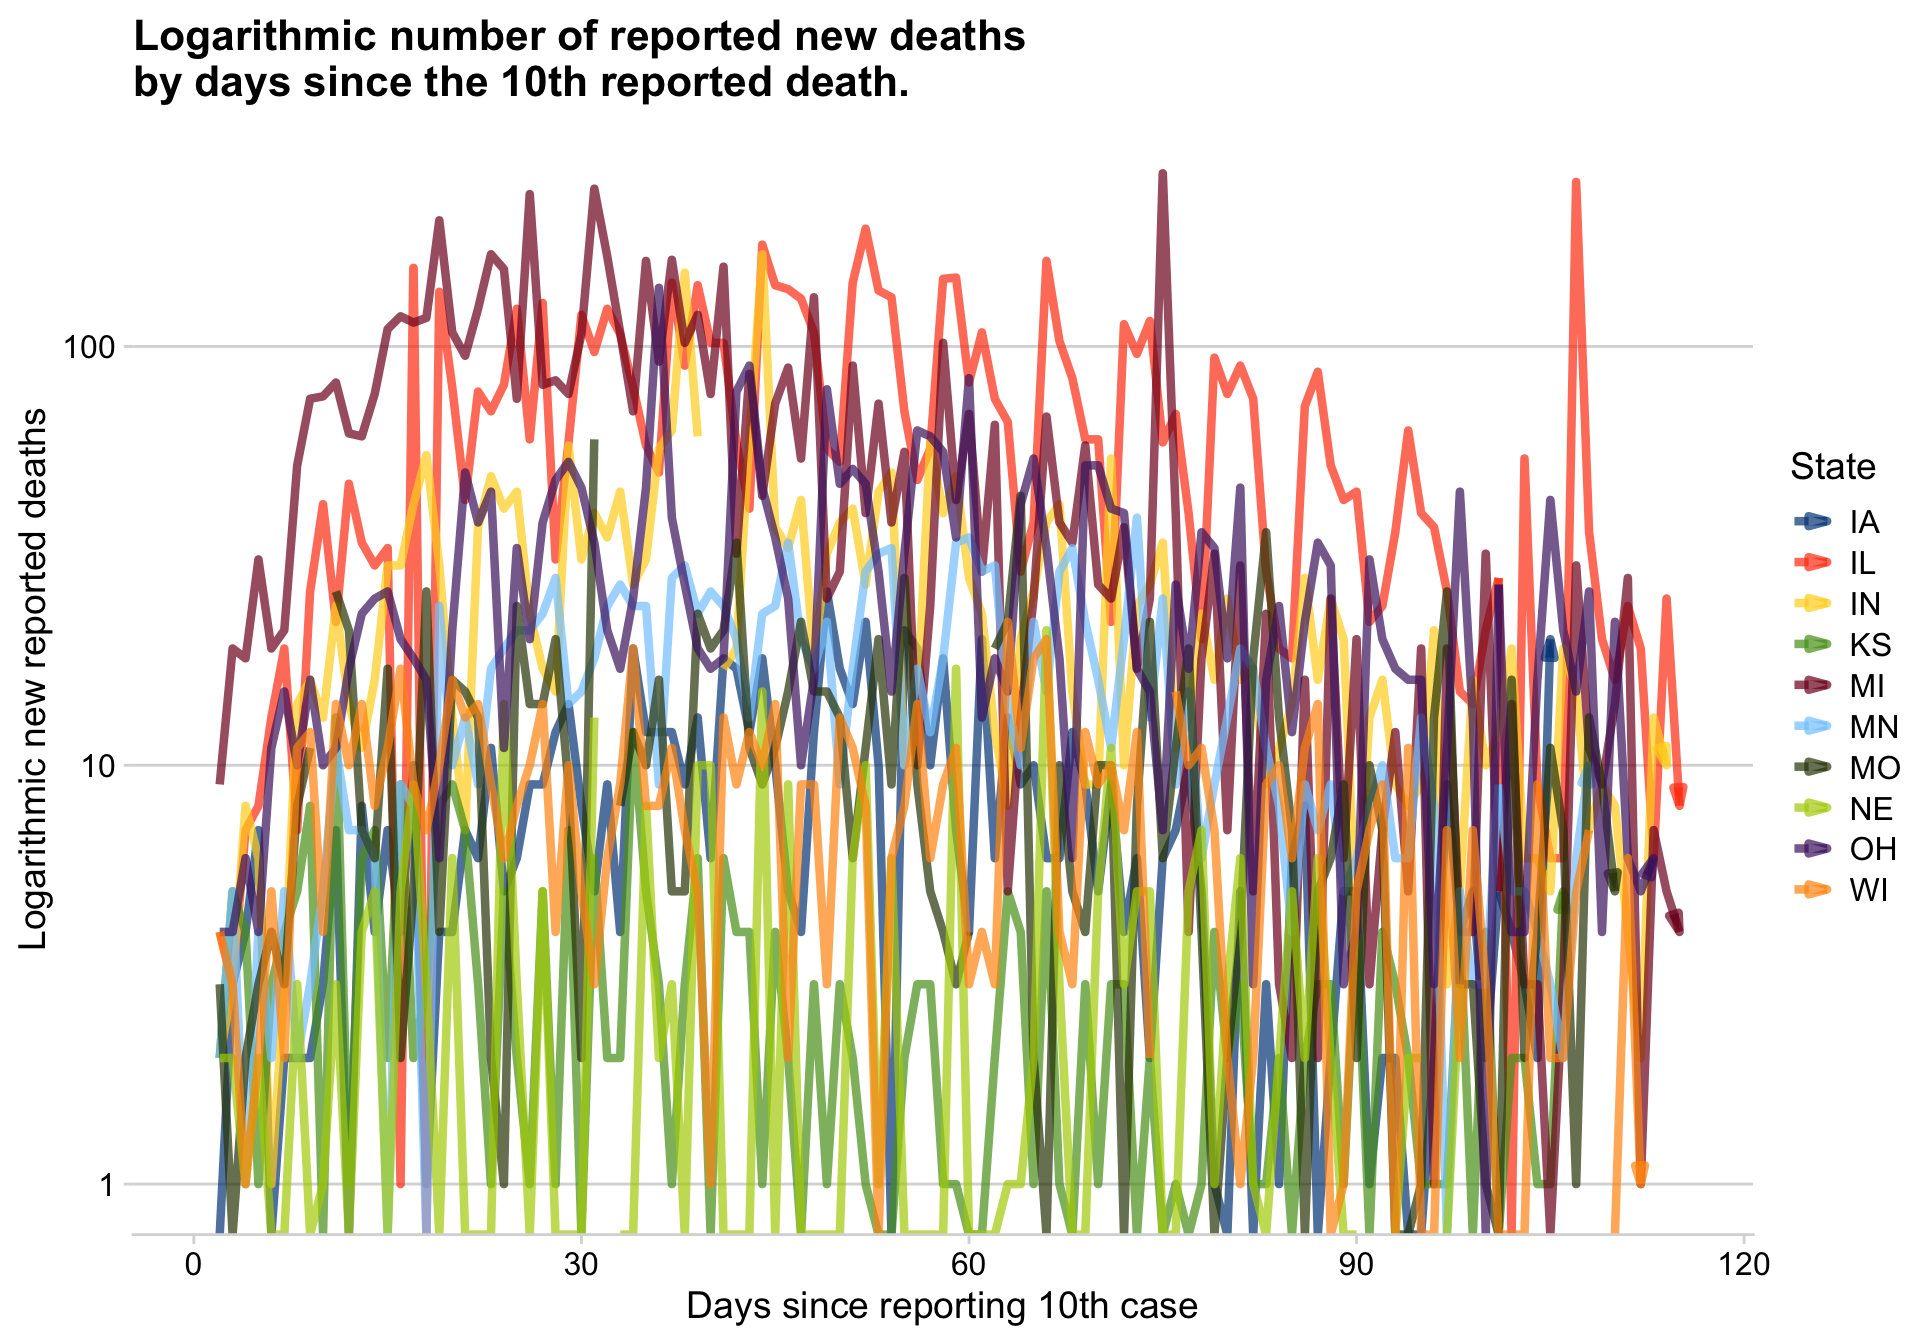 Logarithmic number of reported new deaths
by days since the 10th reported death.
Logarithmic new reported deaths
100
10
1
0
30
60
90
120
Days since reporting 10th case
State
IA
IL
IN
KS
MI
MN
MO
NE
OH
WI